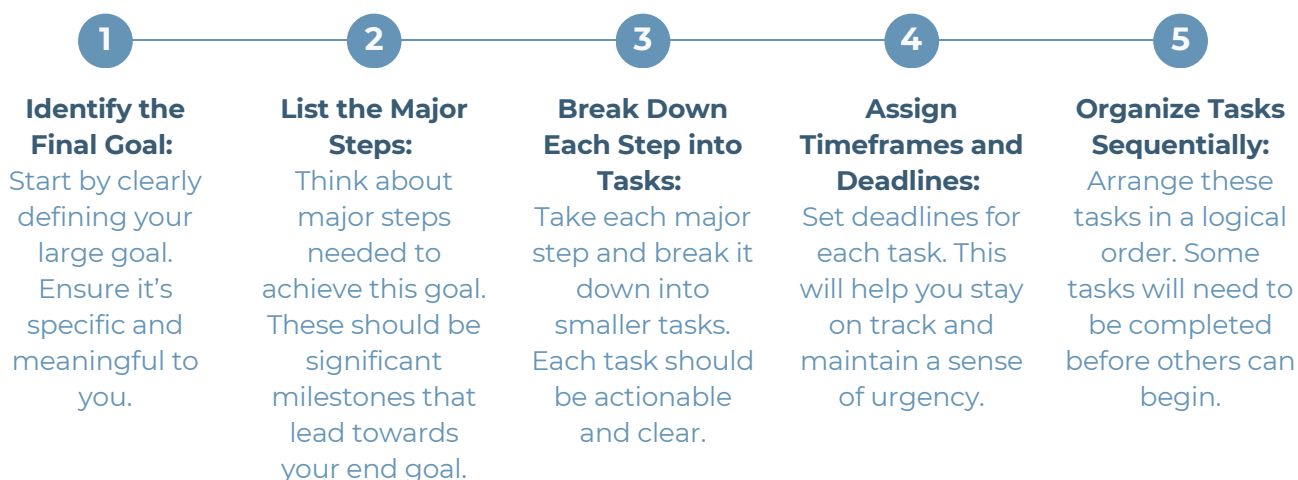 1
Identify the
Final Goal:
Start by clearly
defining your
large goal.
Ensure it’s
specific and
meaningful to
you.
2
List the Major
Steps:
Think about
major steps
needed to
achieve this goal.
These should be
significant
milestones that
lead towards
your end goal.
3
Break Down
Each Step into
Tasks:
Take each major
step and break it
down into
smaller tasks.
Each task should
be actionable
and clear.
4
Assign
Timeframes and
Deadlines:
Set deadlines for
each task. This
will help you stay
on track and
maintain a sense
of urgency.
5
Organize Tasks
Sequentially:
Arrange these
tasks in a logical
order. Some
tasks will need to
be completed
before others can
begin.